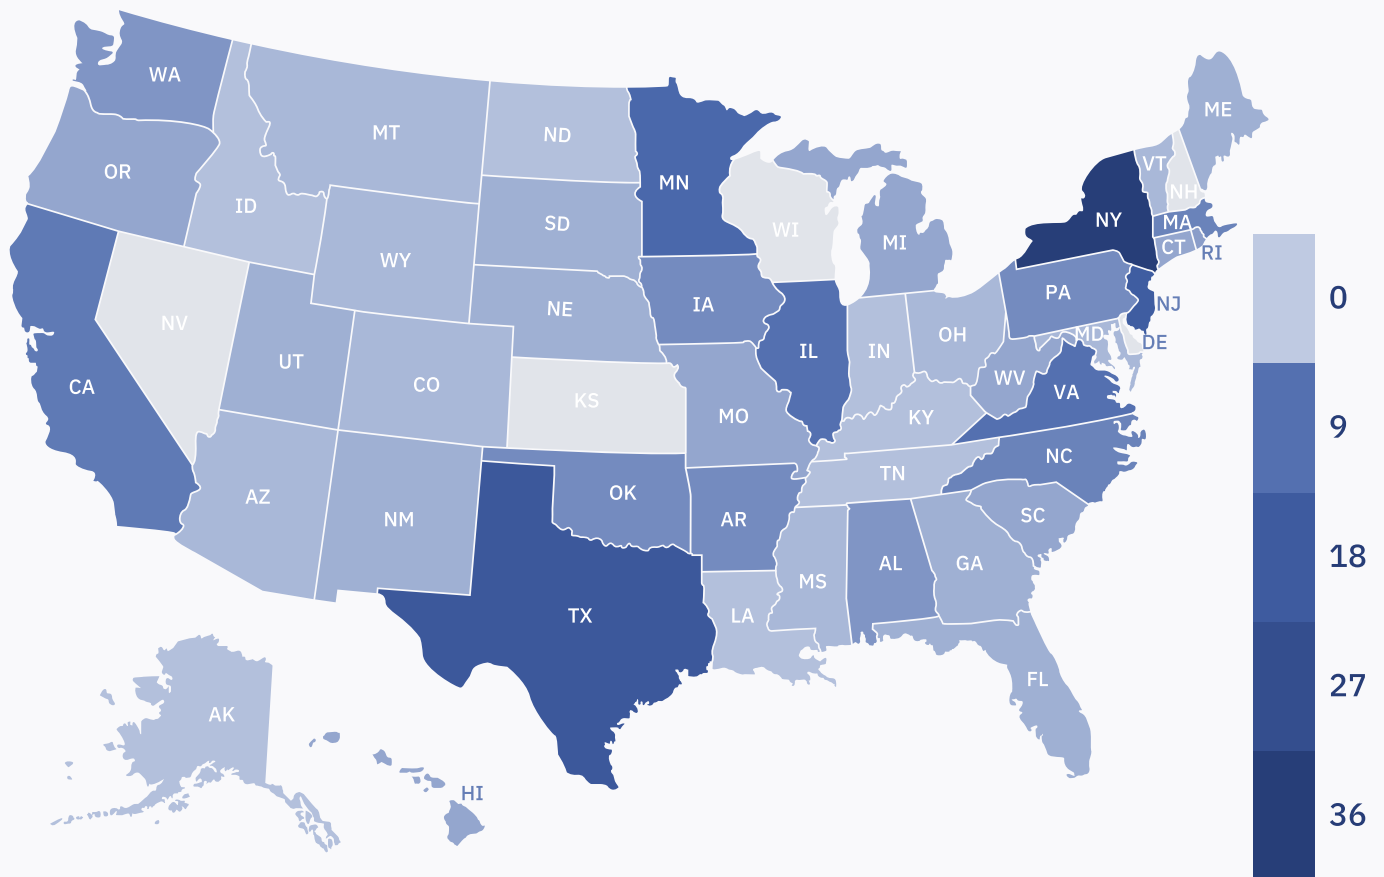 WA
MT
ND
ME
OR
ID
MN
VT
NH
WY
SD
WI
MI
NY
MA
CT
RI
NV
NE
IA
PA
NJ
0
UT
CO
IL
IN
OH
MD
DE
CA
KS
MO
WV
VA
KY
9
AZ
NM
OK
AR
TN
NC
SC
TX
LA
MS
AL
GA
18
AK
FL
27
HI
36